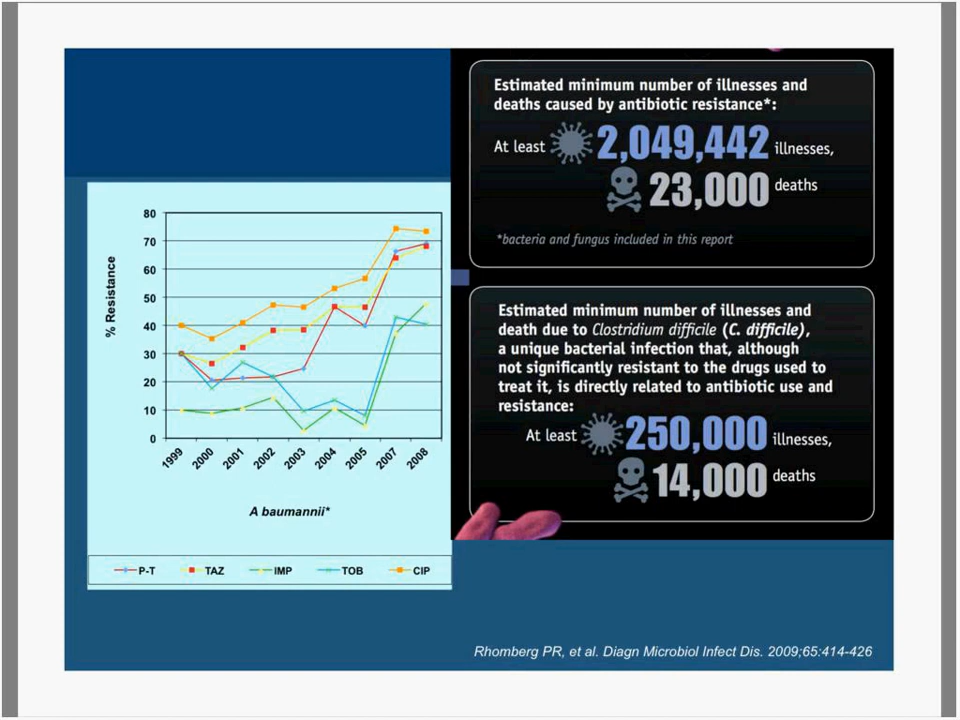 Estimated minimum number of illnesses and
deaths caused by antibiotic resistance*:
At least 2,049,442 illnesses,
23,000 deaths
*bacteria and fungus included in this report
Estimated minimum number of illnesses and
death due to Clostridium difficile (C. difficile),
a unique bacterial infection that, although
not significantly resistant to the drugs used to
treat it, is directly related to antibiotic use and
resistance:
At least 250,000 illnesses,
14,000 deaths
% Resistance
80
70
60
50
40
30
20
10
0
1999 2000 2001 2002 2003 2004 2005 2007 2008
A baumannii*
P-T TAZ IMP TOB CIP
Rhomberg PR, et al. Diagn Microbiol Infect Dis. 2009;65:414-426